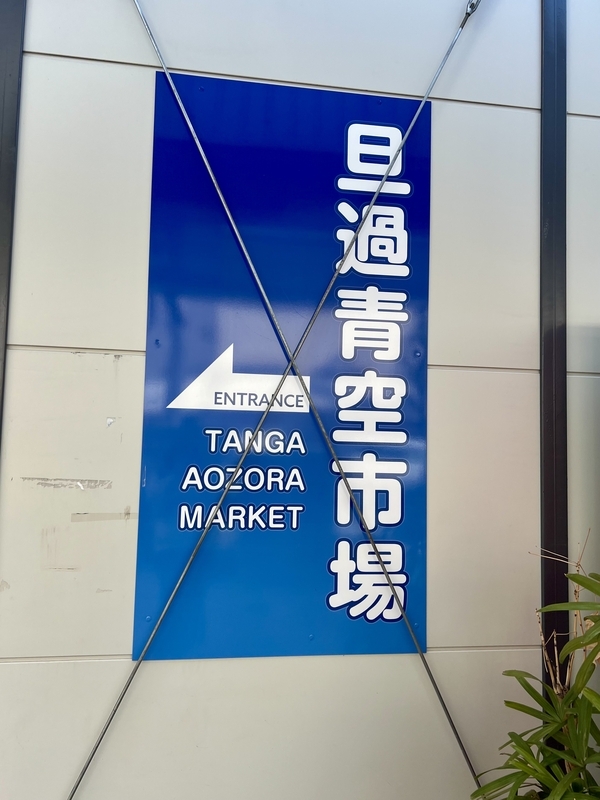 旦過青空市場
ENTRANCE
TANGA
AOZORA
MARKET